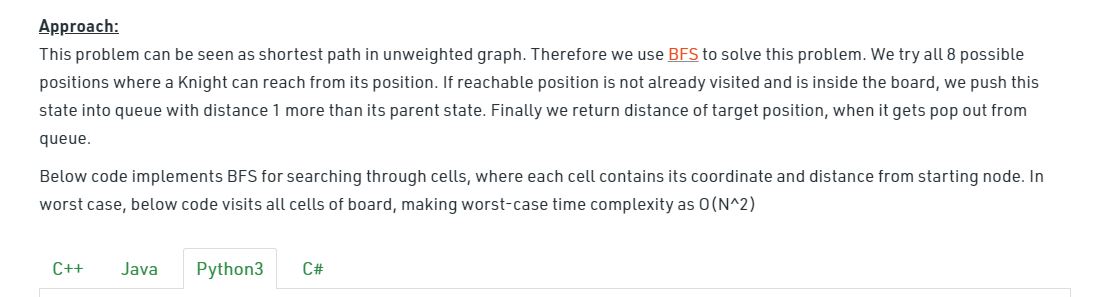 Approach:
This problem can be seen as shortest path in unweighted graph. Therefore we use BFS to solve this problem. We try all 8 possible
positions where a Knight can reach from its position. If reachable position is not already visited and is inside the board, we push this
state into queue with distance 1 more than its parent state. Finally we return distance of target position, when it gets pop out from
queue.
Below code implements BFS for searching through cells, where each cell contains its coordinate and distance from starting node. In
worst case, below code visits all cells of board, making worst-case time complexity as O(N^2)
C++ Java Python3 C#